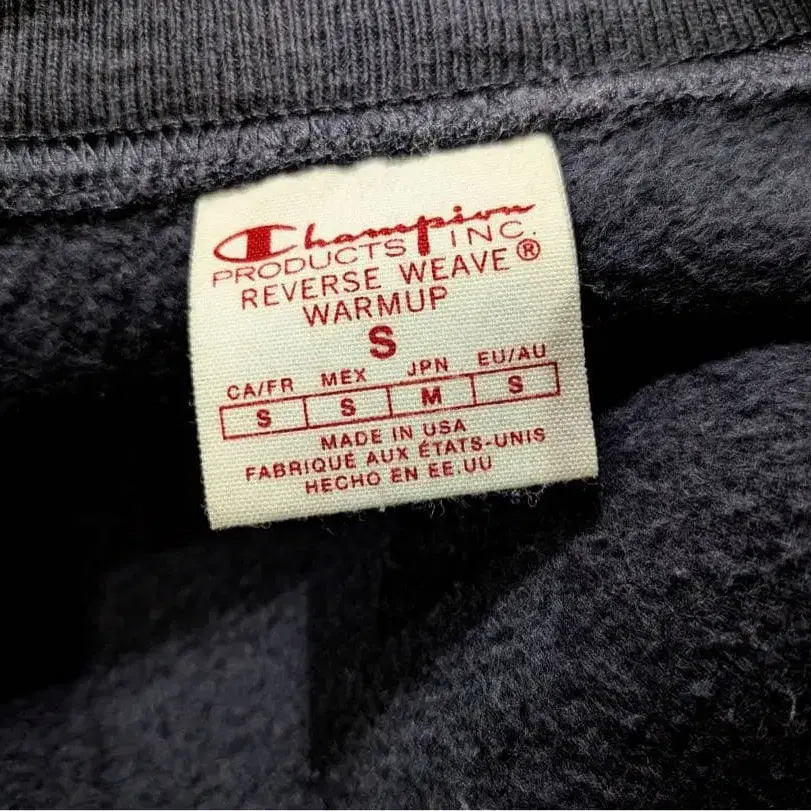 Champion
PRODUCTS INC.
REVERSE WEAVE®
WARMUP
S
CA/FR MEX JPN EU/AU
S S M S
MADE IN USA
FABRIQUÉ AUX ÉTATS-UNIS
HECHO EN EE.UU